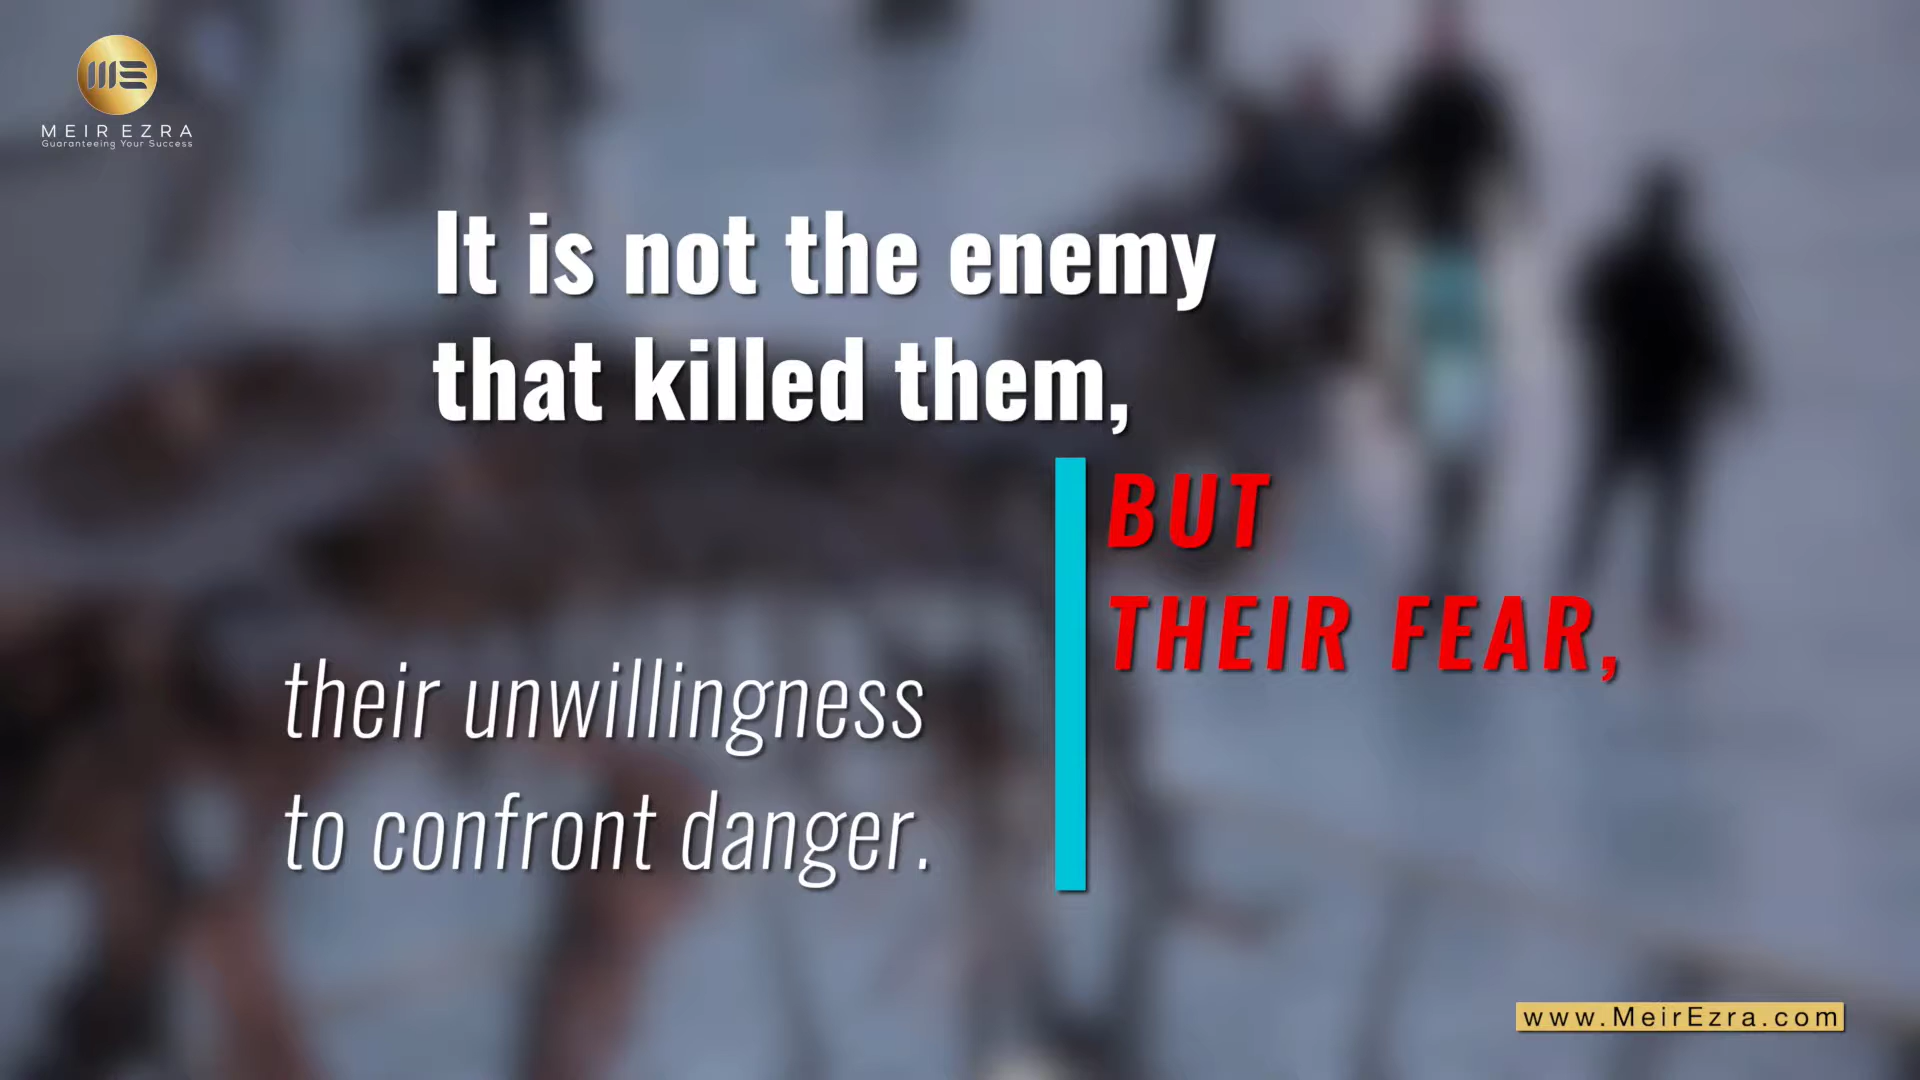 MEIR EZRA
Guaranteeing Your Success
It is not the enemy
that killed them,
BUT
THEIR FEAR,
their unwillingness
to confront danger.
www.MeirEzra.com